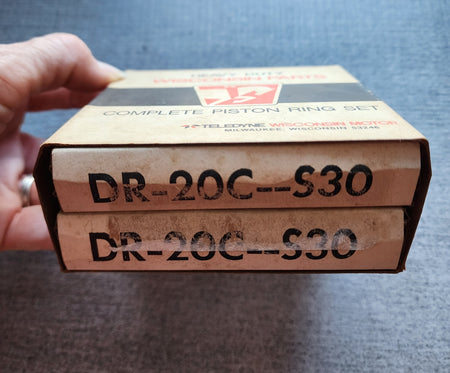 HEAVY DUTY
WISCONSIN PARTS
COMPLETE PISTON RING SET
TELEDYNE WISCONSIN MOTOR
MILWAUKEE, WISCONSIN 53246
DR-20C--S30
DR-20C--S30